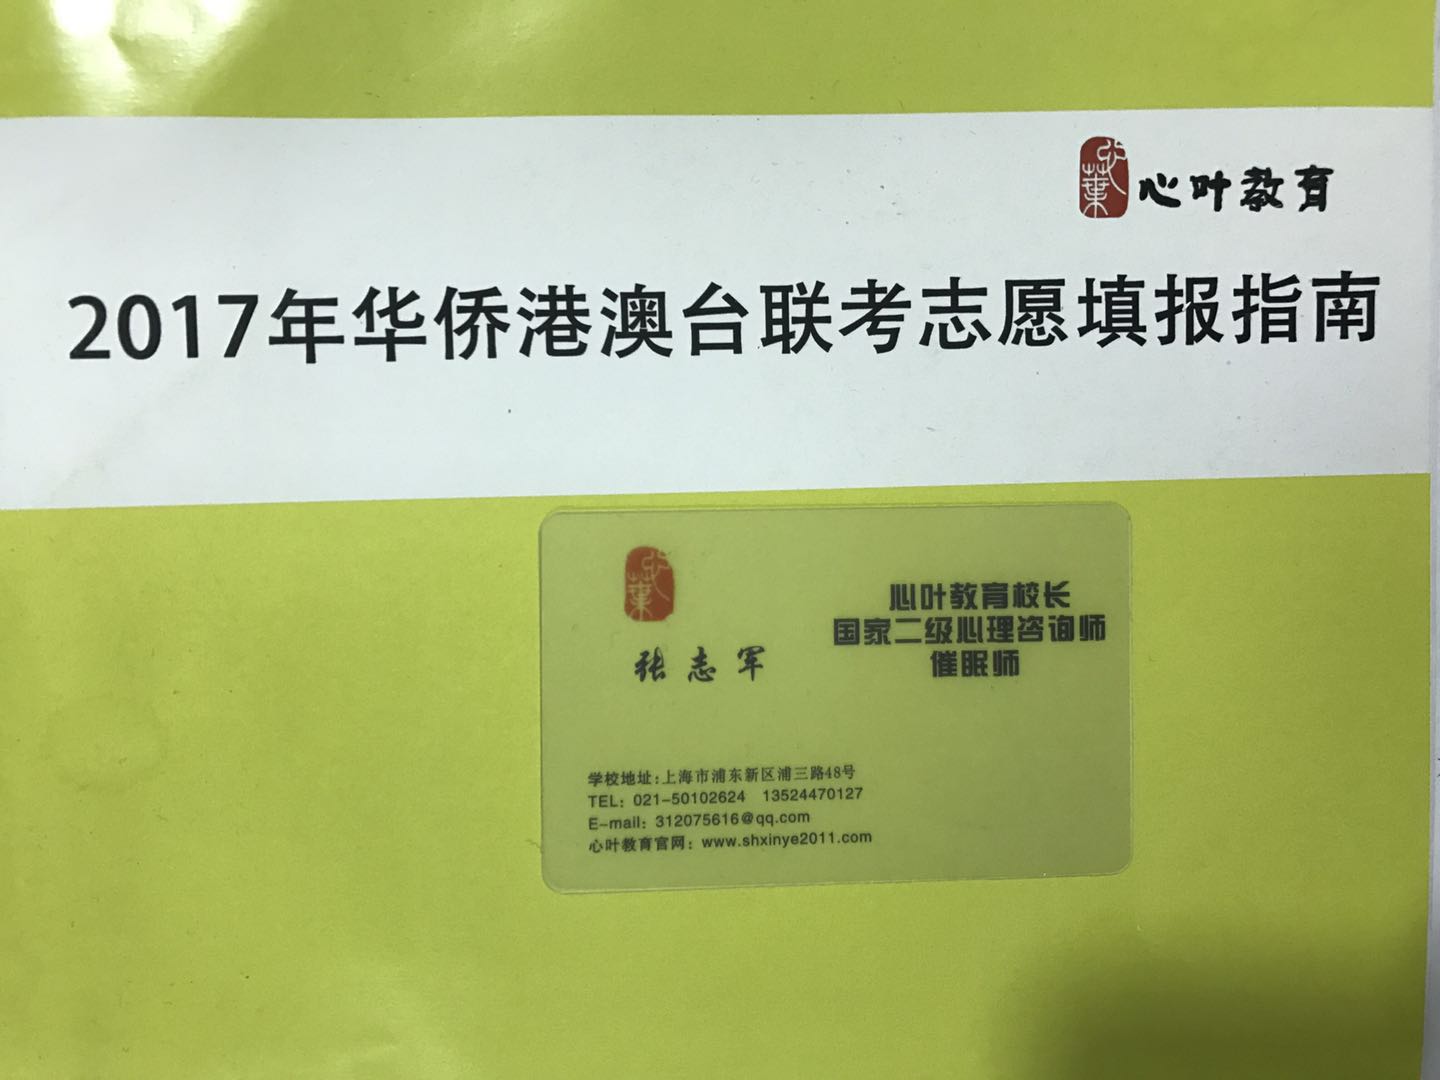 心葉
心叶教育
2017年华侨港澳台联考志愿填报指南
心葉
张志军
心叶教育校长
国家二级心理咨询师
催眠师
学校地址:上海市浦东新区浦三路48号
TEL: 021-50102624 13524470127
E-mail: 312075616@qq.com
心叶教育官网: www.shxinye2011.com